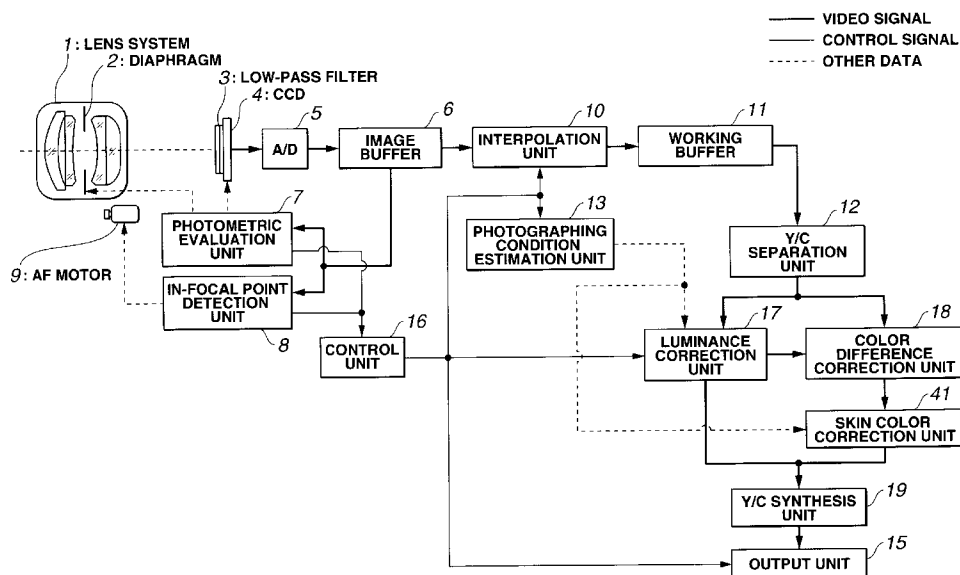 VIDEO SIGNAL
CONTROL SIGNAL
OTHER DATA
1: LENS SYSTEM
2: DIAPHRAGM
3: LOW-PASS FILTER
4: CCD
5
A/D
6
IMAGE BUFFER
10
INTERPOLATION UNIT
11
WORKING BUFFER
7
PHOTOMETRIC EVALUATION UNIT
13
PHOTOGRAPHING CONDITION ESTIMATION UNIT
12
Y/C SEPARATION UNIT
9: AF MOTOR
IN-FOCAL POINT DETECTION UNIT
8
16
CONTROL UNIT
17
LUMINANCE CORRECTION UNIT
18
COLOR DIFFERENCE CORRECTION UNIT
41
SKIN COLOR CORRECTION UNIT
19
Y/C SYNTHESIS UNIT
15
OUTPUT UNIT